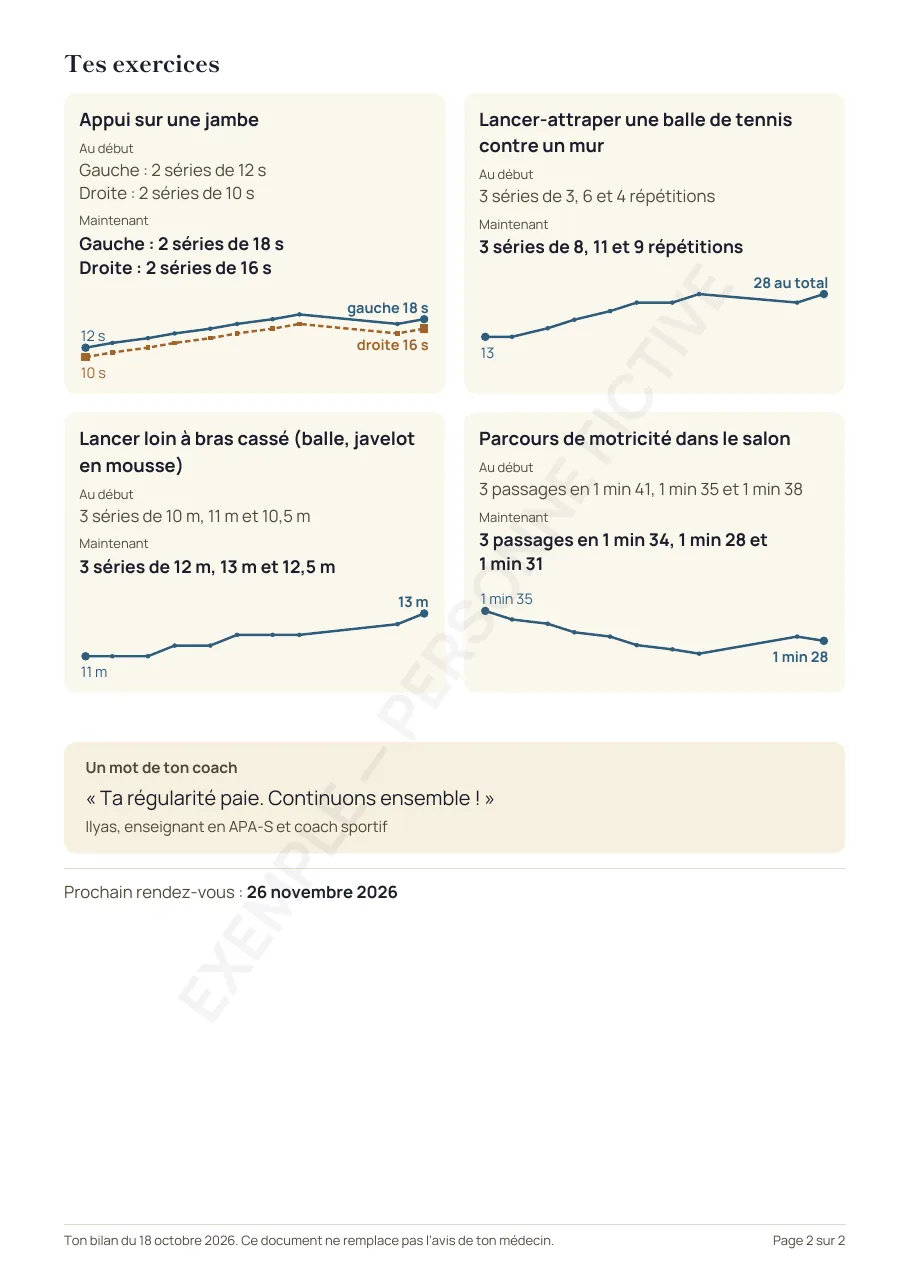 Tes exercices
Appui sur une jambe
Au début
Gauche : 2 séries de 12 s
Droite : 2 séries de 10 s
Maintenant
Gauche : 2 séries de 18 s
Droite : 2 séries de 16 s
gauche 18 s
12 s
droite 16 s
10 s
Lancer-attraper une balle de tennis
contre un mur
Au début
3 séries de 3, 6 et 4 répétitions
Maintenant
3 séries de 8, 11 et 9 répétitions
28 au total
13
Lancer loin à bras cassé (balle, javelot
en mousse)
Au début
3 séries de 10 m, 11 m et 10,5 m
Maintenant
3 séries de 12 m, 13 m et 12,5 m
13 m
11 m
Parcours de motricité dans le salon
Au début
3 passages en 1 min 41, 1 min 35 et 1 min 38
Maintenant
3 passages en 1 min 34, 1 min 28 et
1 min 31
1 min 35
1 min 28
EXEMPLE — PERSONNE FICTIVE
Un mot de ton coach
« Ta régularité paie. Continuons ensemble ! »
Ilyas, enseignant en APA-S et coach sportif
Prochain rendez-vous : 26 novembre 2026
Ton bilan du 18 octobre 2026. Ce document ne remplace pas l'avis de ton médecin.
Page 2 sur 2